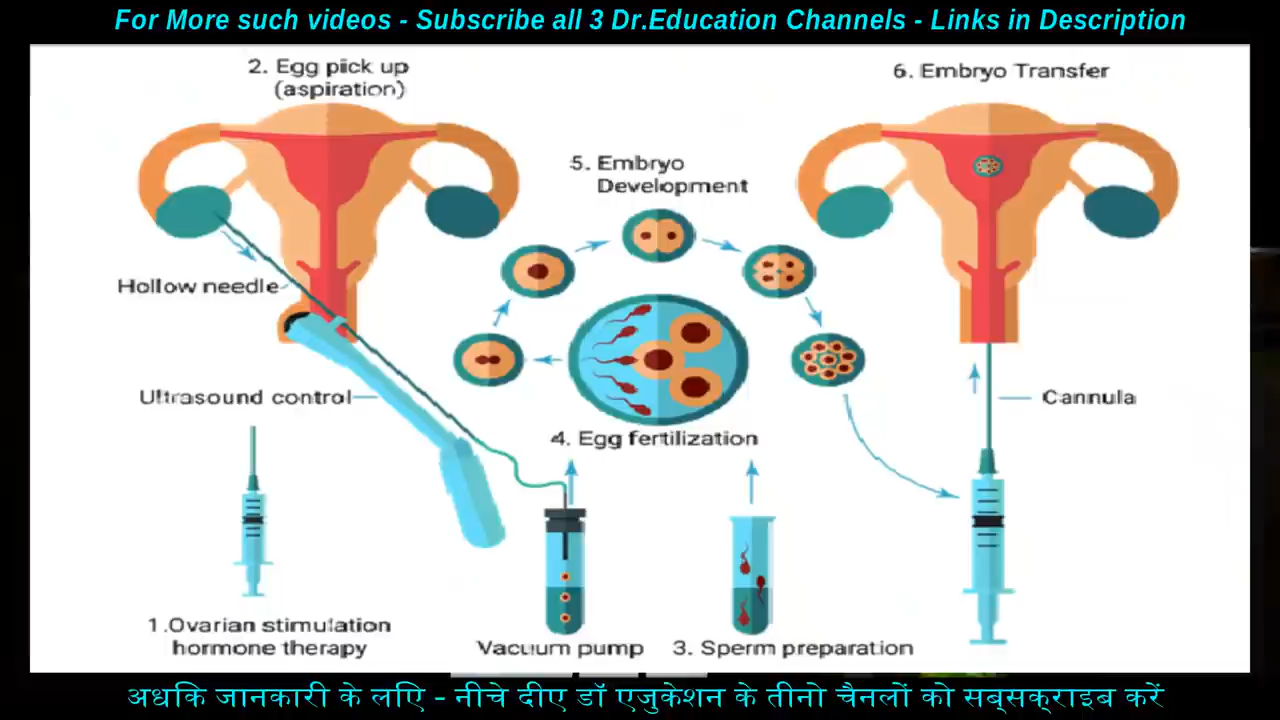 For More such videos - Subscribe all 3 Dr.Education Channels - Links in Description
2. Egg pick up
(aspiration)
6. Embryo Transfer
5. Embryo
Development
Hollow needle
Ultrasound control
Cannula
4. Egg fertilization
1.Ovarian stimulation
hormone therapy
Vacuum pump
3. Sperm preparation
अधकि जानकारी के लएि - नीचे दीए डॉ एजुकेशन के तीनो चैनलों को सब्सक्राइब करें